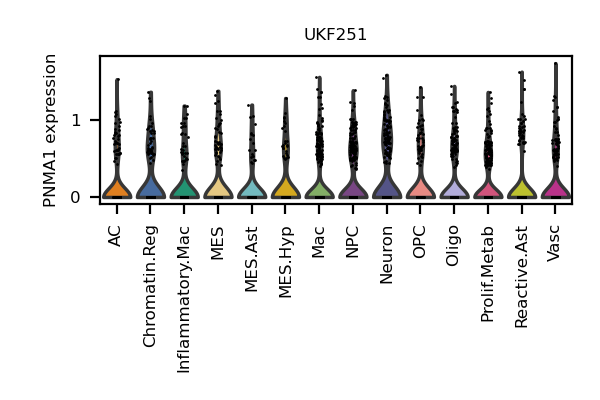 UKF251
PNMA1 expression
1
0
AC
Chromatin.Reg
Inflammatory.Mac
MES
MES.Ast
MES.Hyp
Mac
NPC
Neuron
OPC
Oligo
Prolif.Metab
Reactive.Ast
Vasc